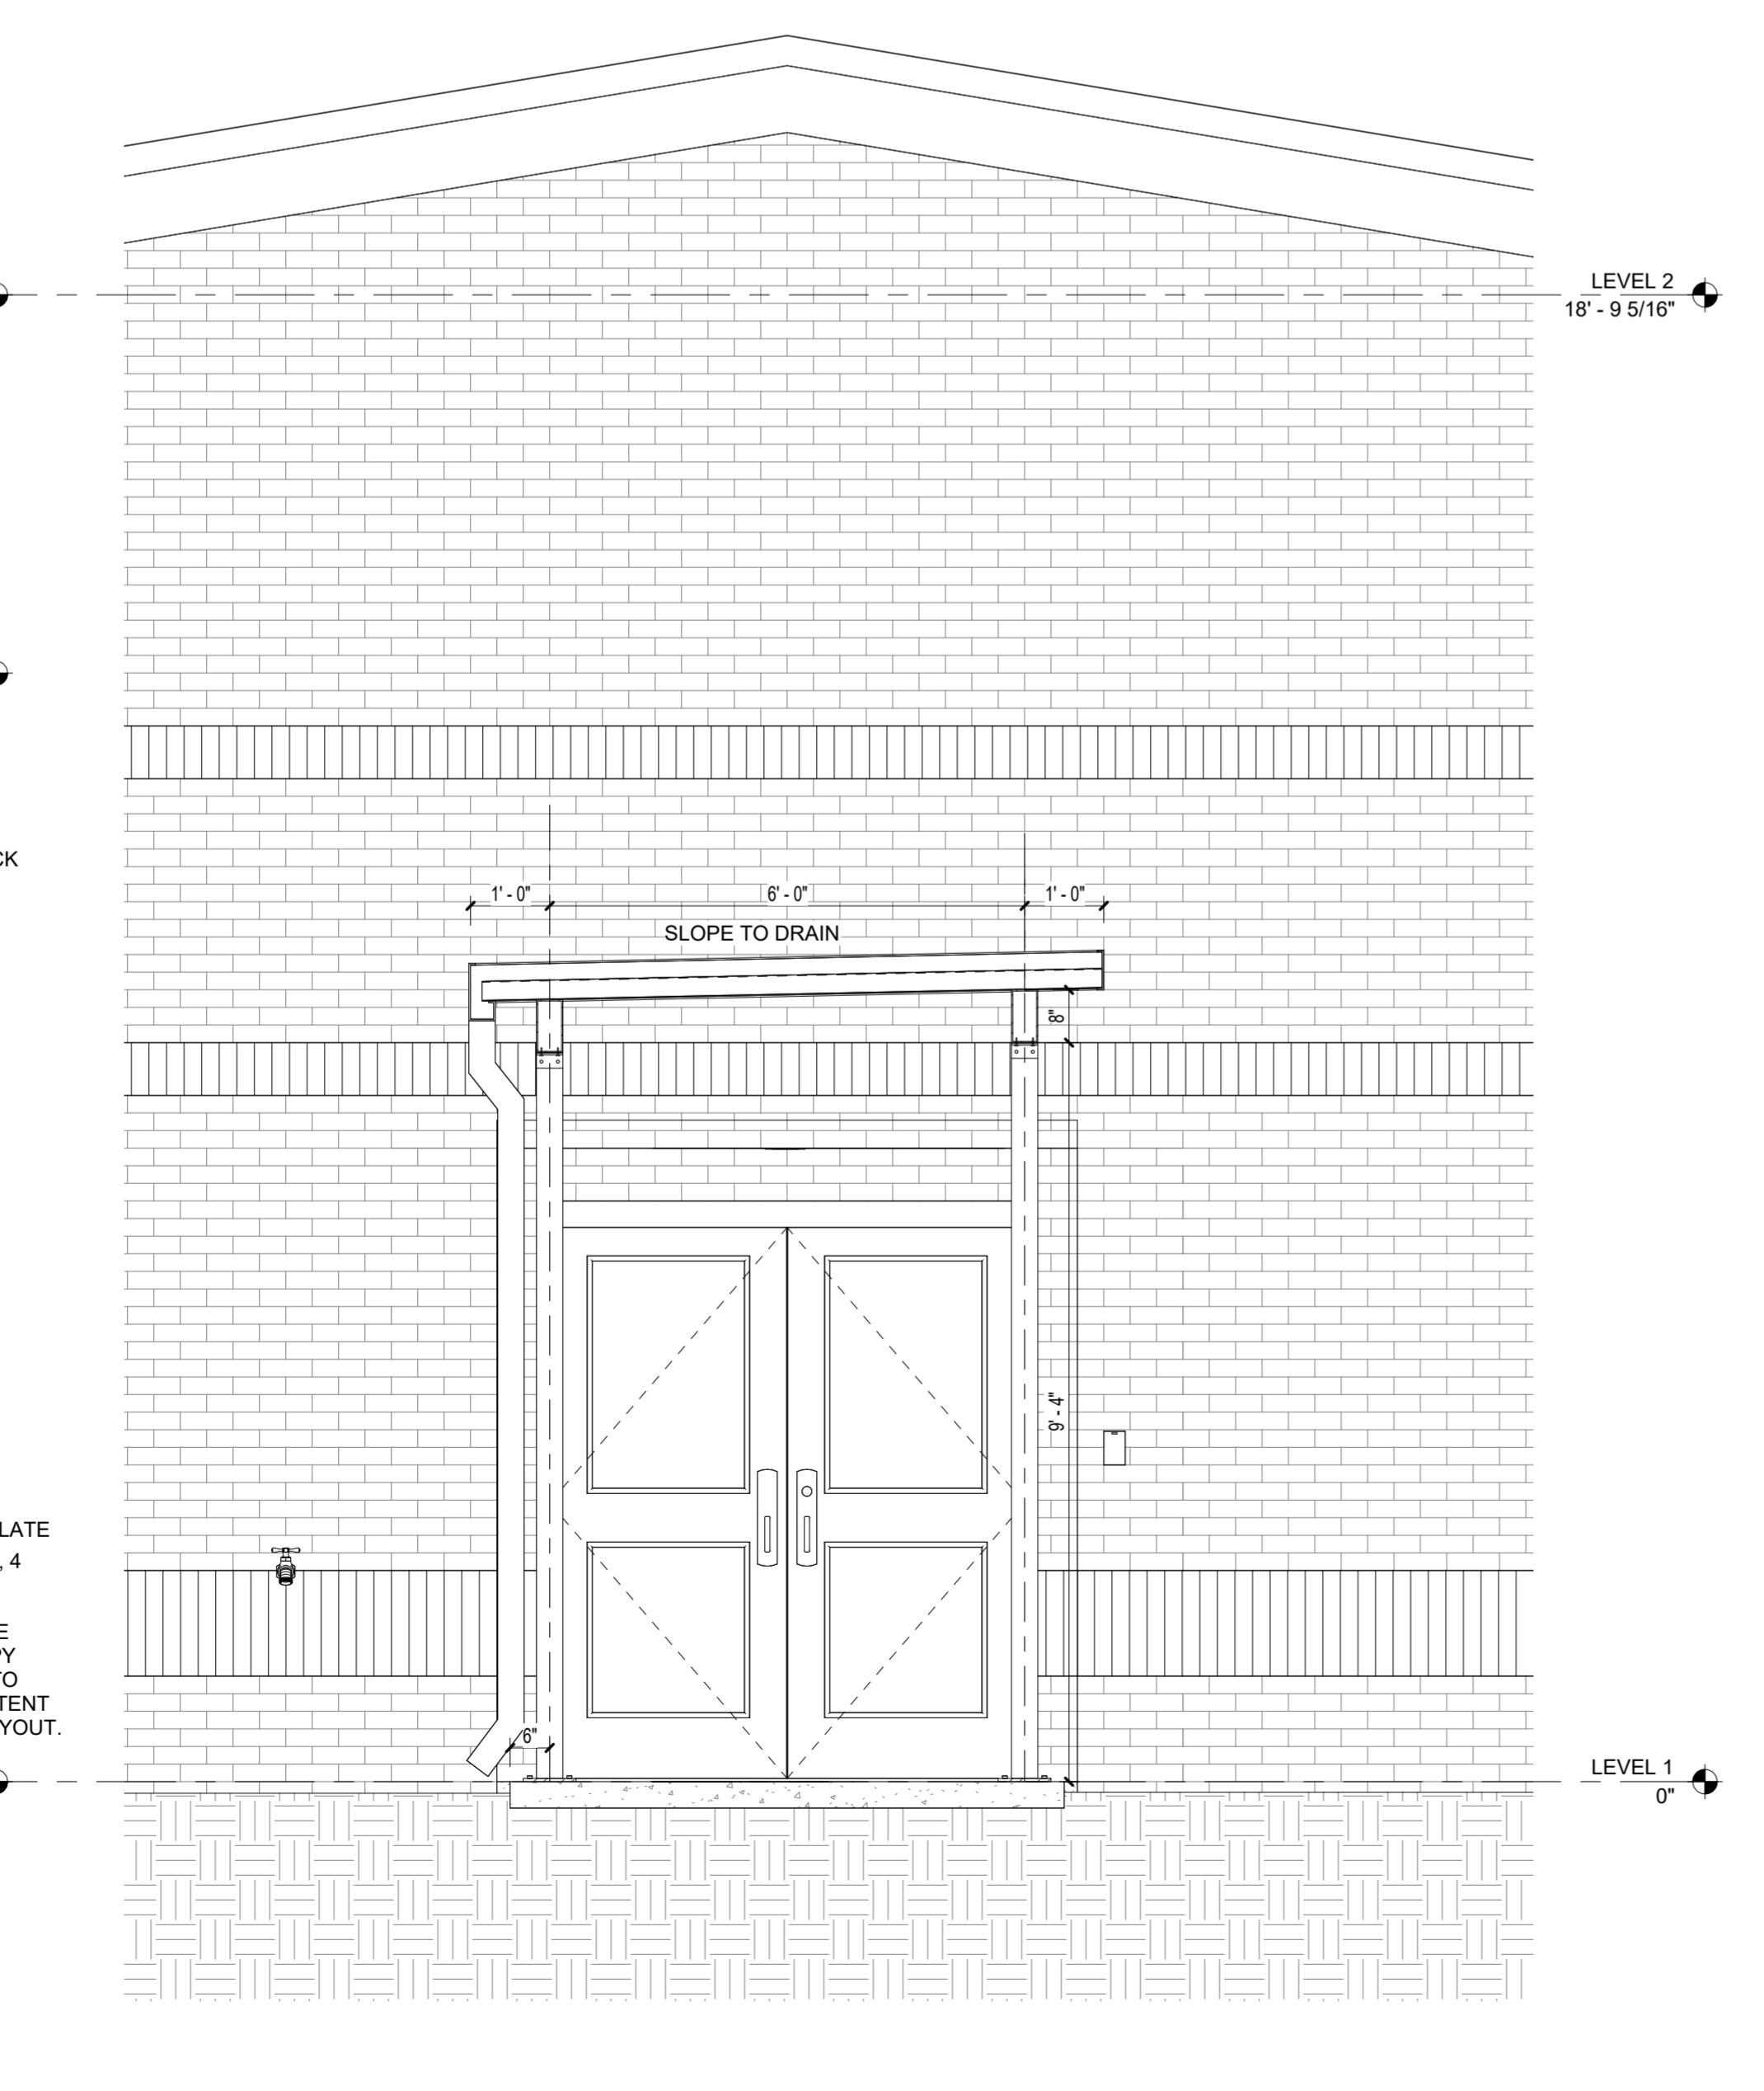 LEVEL 2
18' - 9 5/16"
CK
1' - 0"
6' - 0"
1' - 0"
SLOPE TO DRAIN
8"
9' - 4"
LATE
, 4
E
PY
TO
TENT
YOUT.
6"
LEVEL 1
0"